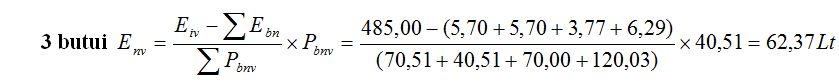 3 butui $E_{nv} = \frac{E_{iv} - \sum E_{bn}}{\sum P_{bnv}} \times P_{bnv} = \frac{485,00 - (5,70 + 5,70 + 3,77 + 6,29)}{(70,51 + 40,51 + 70,00 + 120,03)} \times 40,51 = 62,37 Lt$